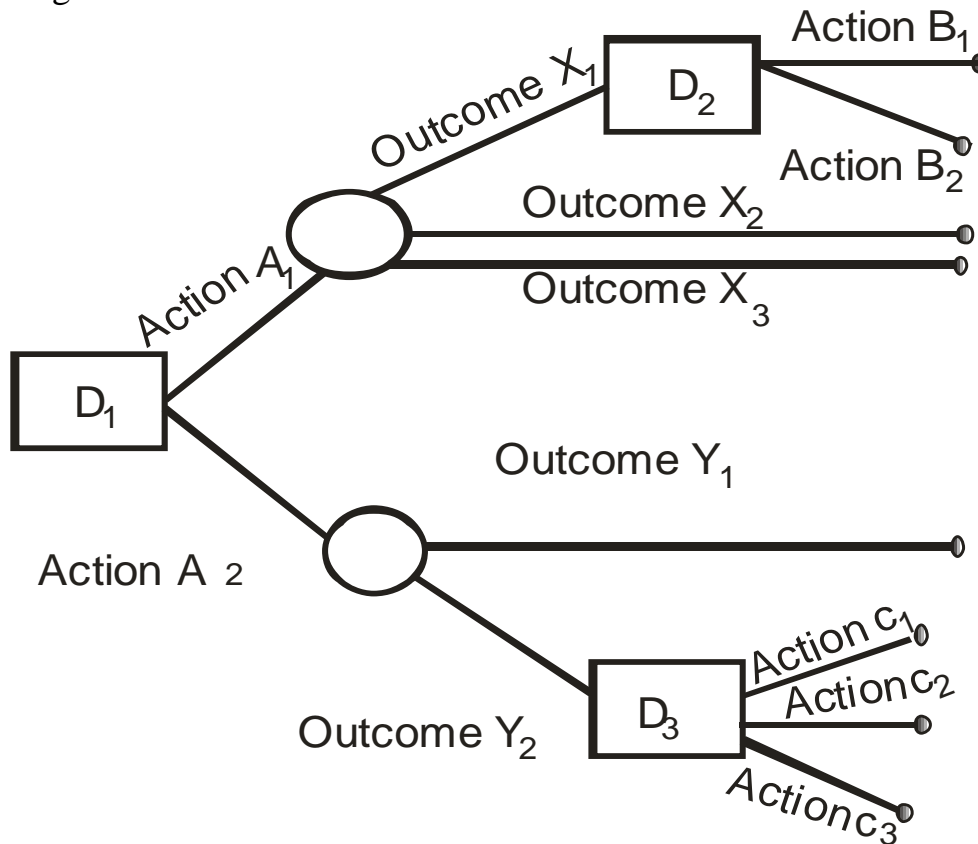 Action B1
Outcome X1
D2
Action B2
Outcome X2
Action A1
Outcome X3
D1
Outcome Y1
Action A 2
Action c1
Action c2
D3
Outcome Y2
Action c3